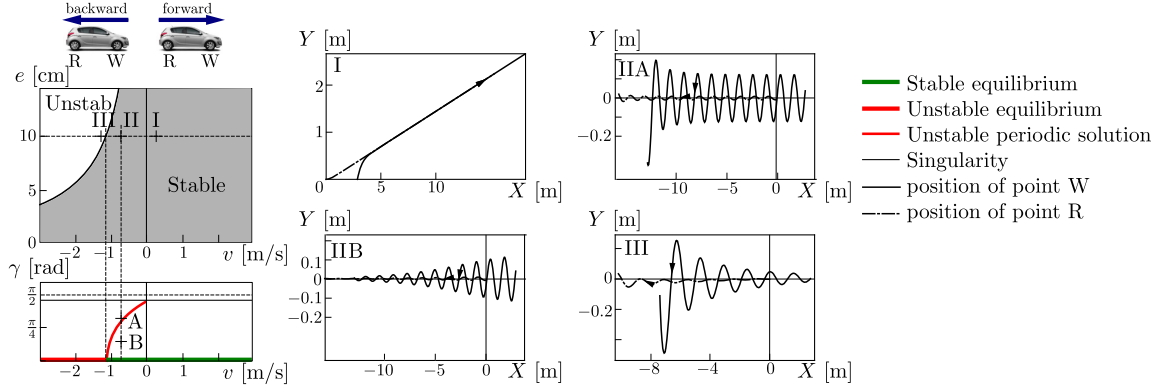 backward forward
R W R W
e [cm]
Unstab.
III II I
10
Stable
5
0
−2 −1 0 1 v [m/s]
γ [rad]
π/2
A
π/4
B
−2 −1 0 1 v [m/s]
Y [m]
I
2
1
0
0 5 10 X [m]
Y [m]
IIA
0
−0.2
−10 −5 0 X [m]
Y [m]
IIB
0.1
0
−0.1
−0.2
−10 −5 0 X [m]
Y [m]
III
0
−0.2
−8 −4 0 X [m]
Stable equilibrium
Unstable equilibrium
Unstable periodic solution
Singularity
position of point W
position of point R